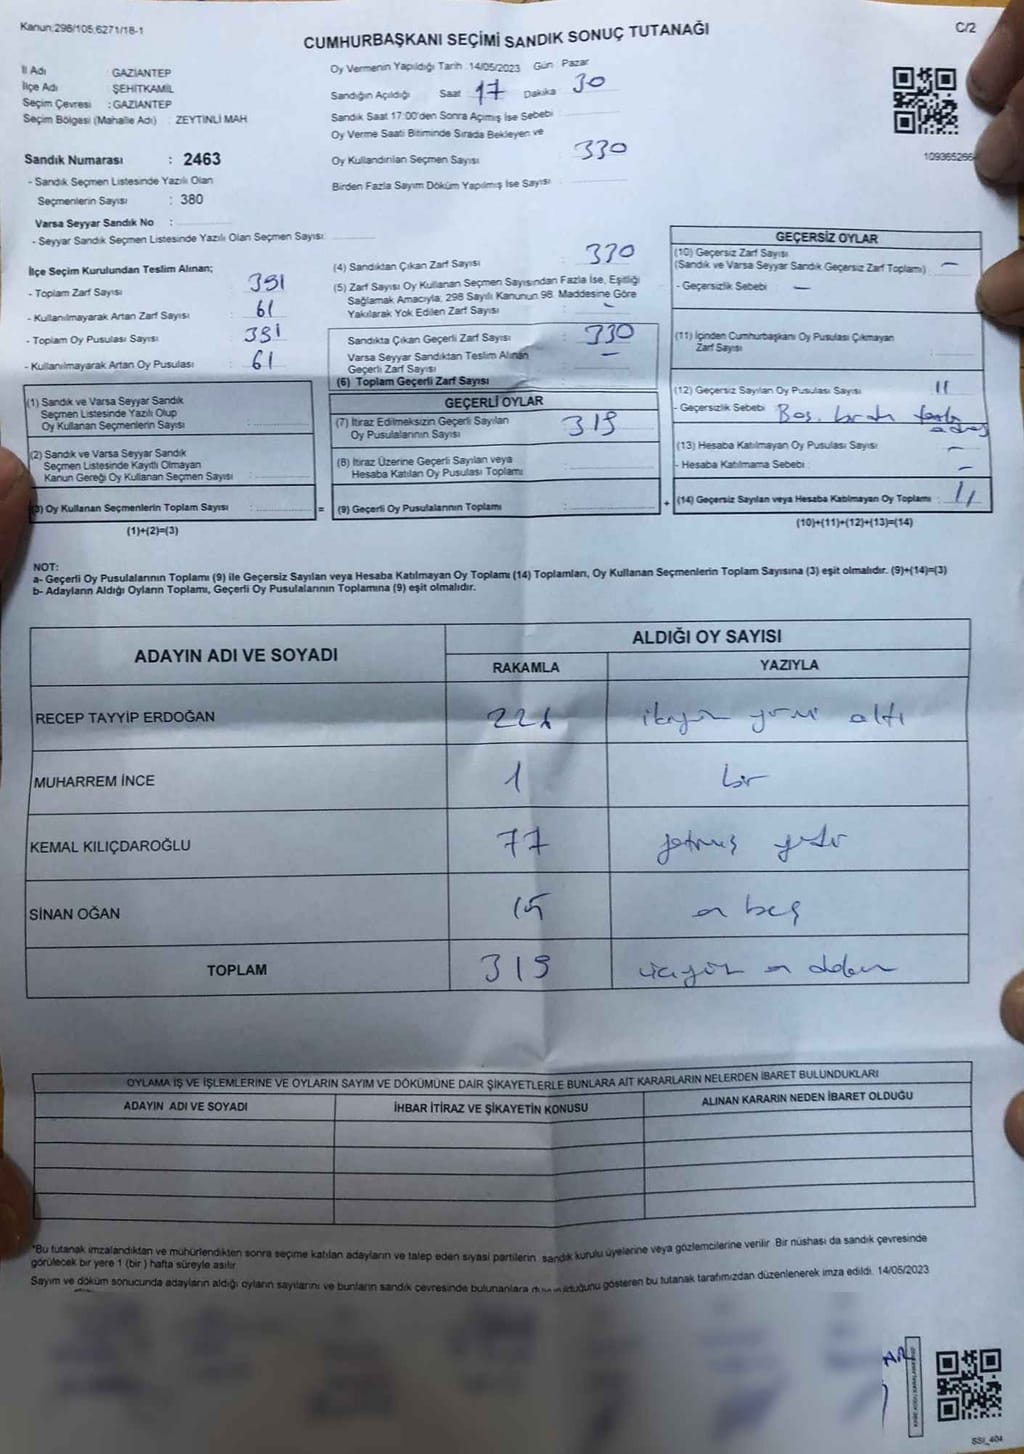 Kanun:298/105,6271/18-1
C/2
CUMHURBAŞKANI SEÇİMİ SANDIK SONUÇ TUTANAĞI
İl Adı : GAZİANTEP
İlçe Adı ŞEHİTKAMİL
Seçim Çevresi : GAZİANTEP
Seçim Bölgesi (Mahalle Adı) : ZEYTİNLİ MAH
Sandık Numarası : 2463
- Sandık Seçmen Listesinde Yazılı Olan
Seçmenlerin Sayısı : 380
Varsa Seyyar Sandık No :
- Seyyar Sandık Seçmen Listesinde Yazılı Olan Seçmen Sayısı:
Oy Vermenin Yapıldığı Tarih 14/05/2023 Gün Pazar
Sandığın Açıldığı Saat 17 Dakika 30
Sandık Saat 17:00'den Sonra Açımış İse Sebebi :
Oy Verme Saati Bitiminde Sırada Bekleyen ve
Oy Kullandırılan Seçmen Sayısı 330
Birden Fazla Sayım Döküm Yapılmış İse Sayısı :
109365266
İlçe Seçim Kurulundan Teslim Alınan;
- Toplam Zarf Sayısı 391
- Kullanılmayarak Artan Zarf Sayısı : 61
- Toplam Oy Pusulası Sayısı 391
- Kullanılmayarak Artan Oy Pusulası : 61
(1) Sandık ve Varsa Seyyar Sandık
Seçmen Listesinde Yazılı Olup
Oy Kullanan Seçmenlerin Sayısı :
(2) Sandık ve Varsa Seyyar Sandık
Seçmen Listesinde Kayıtlı Olmayan
Kanun Gereği Oy Kullanan Seçmen Sayısı :
(3) Oy Kullanan Seçmenlerin Toplam Sayısı : =
(1)+(2)=(3)
(4) Sandıktan Çıkan Zarf Sayısı : 330
(5) Zarf Sayısı Oy Kullanan Seçmen Sayısından Fazla İse, Eşitliği
Sağlamak Amacıyla, 298 Sayılı Kanunun 98. Maddesine Göre
Yakılarak Yok Edilen Zarf Sayısı : -
Sandıkta Çıkan Geçerli Zarf Sayısı : 330
Varsa Seyyar Sandıktan Teslim Alınan
Geçerli Zarf Sayısı : -
(6) Toplam Geçerli Zarf Sayısı :
GEÇERLİ OYLAR
(7) İtiraz Edilmeksizin Geçerli Sayılan
Oy Pusulalarının Sayısı : 319
(8) İtiraz Üzerine Geçerli Sayılan veya
Hesaba Katılan Oy Pusulası Toplamı :
(9) Geçerli Oy Pusulalarının Toplamı : +
GEÇERSİZ OYLAR
(10) Geçersiz Zarf Sayısı
(Sandık ve Varsa Seyyar Sandık Geçersiz Zarf Toplamı) : -
- Geçersizlik Sebebi : -
(11) İçinden Cumhurbaşkanı Oy Pusulası Çıkmayan
Zarf Sayısı :
(12) Geçersiz Sayılan Oy Pusulası Sayısı : 11
- Geçersizlik Sebebi : Boş, fazla
(13) Hesaba Katılmayan Oy Pusulası Sayısı : -
- Hesaba Katılmama Sebebi : -
(14) Geçersiz Sayılan veya Hesaba Katılmayan Oy Toplamı : 11
(10)+(11)+(12)+(13)=(14)
NOT:
a- Geçerli Oy Pusulalarının Toplamı (9) ile Geçersiz Sayılan veya Hesaba Katılmayan Oy Toplamı (14) Toplamları, Oy Kullanan Seçmenlerin Toplam Sayısına (3) eşit olmalıdır. (9)+(14)=(3)
b- Adayların Aldığı Oyların Toplamı, Geçerli Oy Pusulalarının Toplamına (9) eşit olmalıdır.
ADAYIN ADI VE SOYADI
ALDIĞI OY SAYISI
RAKAMLA YAZIYLA
RECEP TAYYİP ERDOĞAN 226 ikiyüz yirmi altı
MUHARREM İNCE 1 bir
KEMAL KILIÇDAROĞLU 77 yetmiş yedi
SİNAN OĞAN 15 on beş
TOPLAM 319 üçyüz on dokuz
OYLAMA İŞ VE İŞLEMLERİNE VE OYLARIN SAYIM VE DÖKÜMÜNE DAİR ŞİKAYETLERLE BUNLARA AİT KARARLARIN NELERDEN İBARET BULUNDUKLARI
ADAYIN ADI VE SOYADI İHBAR İTİRAZ VE ŞİKAYETİN KONUSU ALINAN KARARIN NEDEN İBARET OLDUĞU
*Bu tutanak imzalandıktan ve mühürlendikten sonra seçime katılan adayların ve talep eden siyasi partilerin sandık kurulu üyelerine veya gözlemcilerine verilir Bir nüshası da sandık çevresinde
görülecek bir yere 1 (bir ) hafta süreyle asılır
Sayım ve döküm sonucunda adayların aldığı oyların sayılarını ve bunların sandık çevresinde bulunanlara duyurulduğunu gösteren bu tutanak tarafımızdan düzenlenerek imza edildi. 14/05/2023
SSI_404